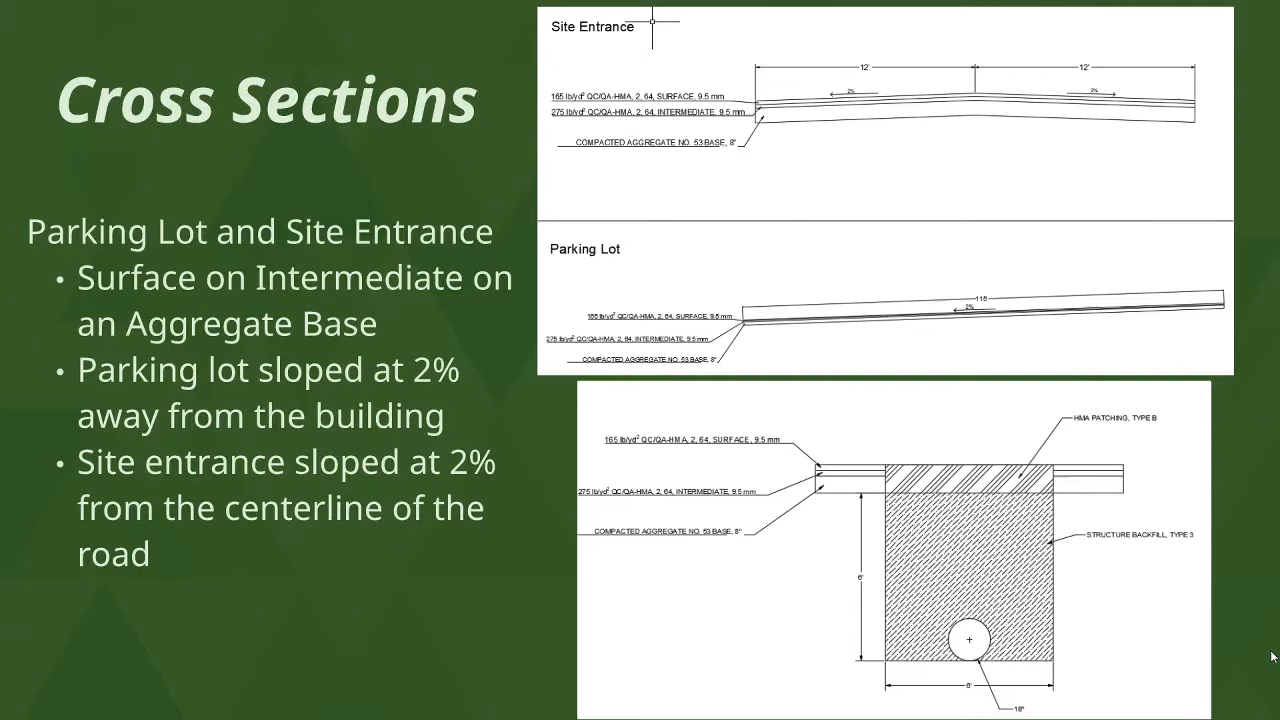 Cross Sections
Parking Lot and Site Entrance
• Surface on Intermediate on
an Aggregate Base
• Parking lot sloped at 2%
away from the building
• Site entrance sloped at 2%
from the centerline of the
road
Site Entrance
12'
12'
2%
2%
165 lb/yd² QC/QA-HMA, 2, 64, SURFACE, 9.5 mm
275 lb/yd² QC/QA-HMA, 2, 64, INTERMEDIATE, 9.5 mm
COMPACTED AGGREGATE NO. 53 BASE, 8"
Parking Lot
115'
2%
165 lb/yd² QC/QA-HMA, 2, 64, SURFACE, 9.5 mm
275 lb/yd² QC/QA-HMA, 2, 64, INTERMEDIATE, 9.5 mm
COMPACTED AGGREGATE NO. 53 BASE, 8"
HMA PATCHING, TYPE B
165 lb/yd² QC/QA-HMA, 2, 64, SURFACE, 9.5 mm
275 lb/yd² QC/QA-HMA, 2, 64, INTERMEDIATE, 9.5 mm
COMPACTED AGGREGATE NO. 53 BASE, 8"
STRUCTURE BACKFILL, TYPE 3
6'
6'
18"